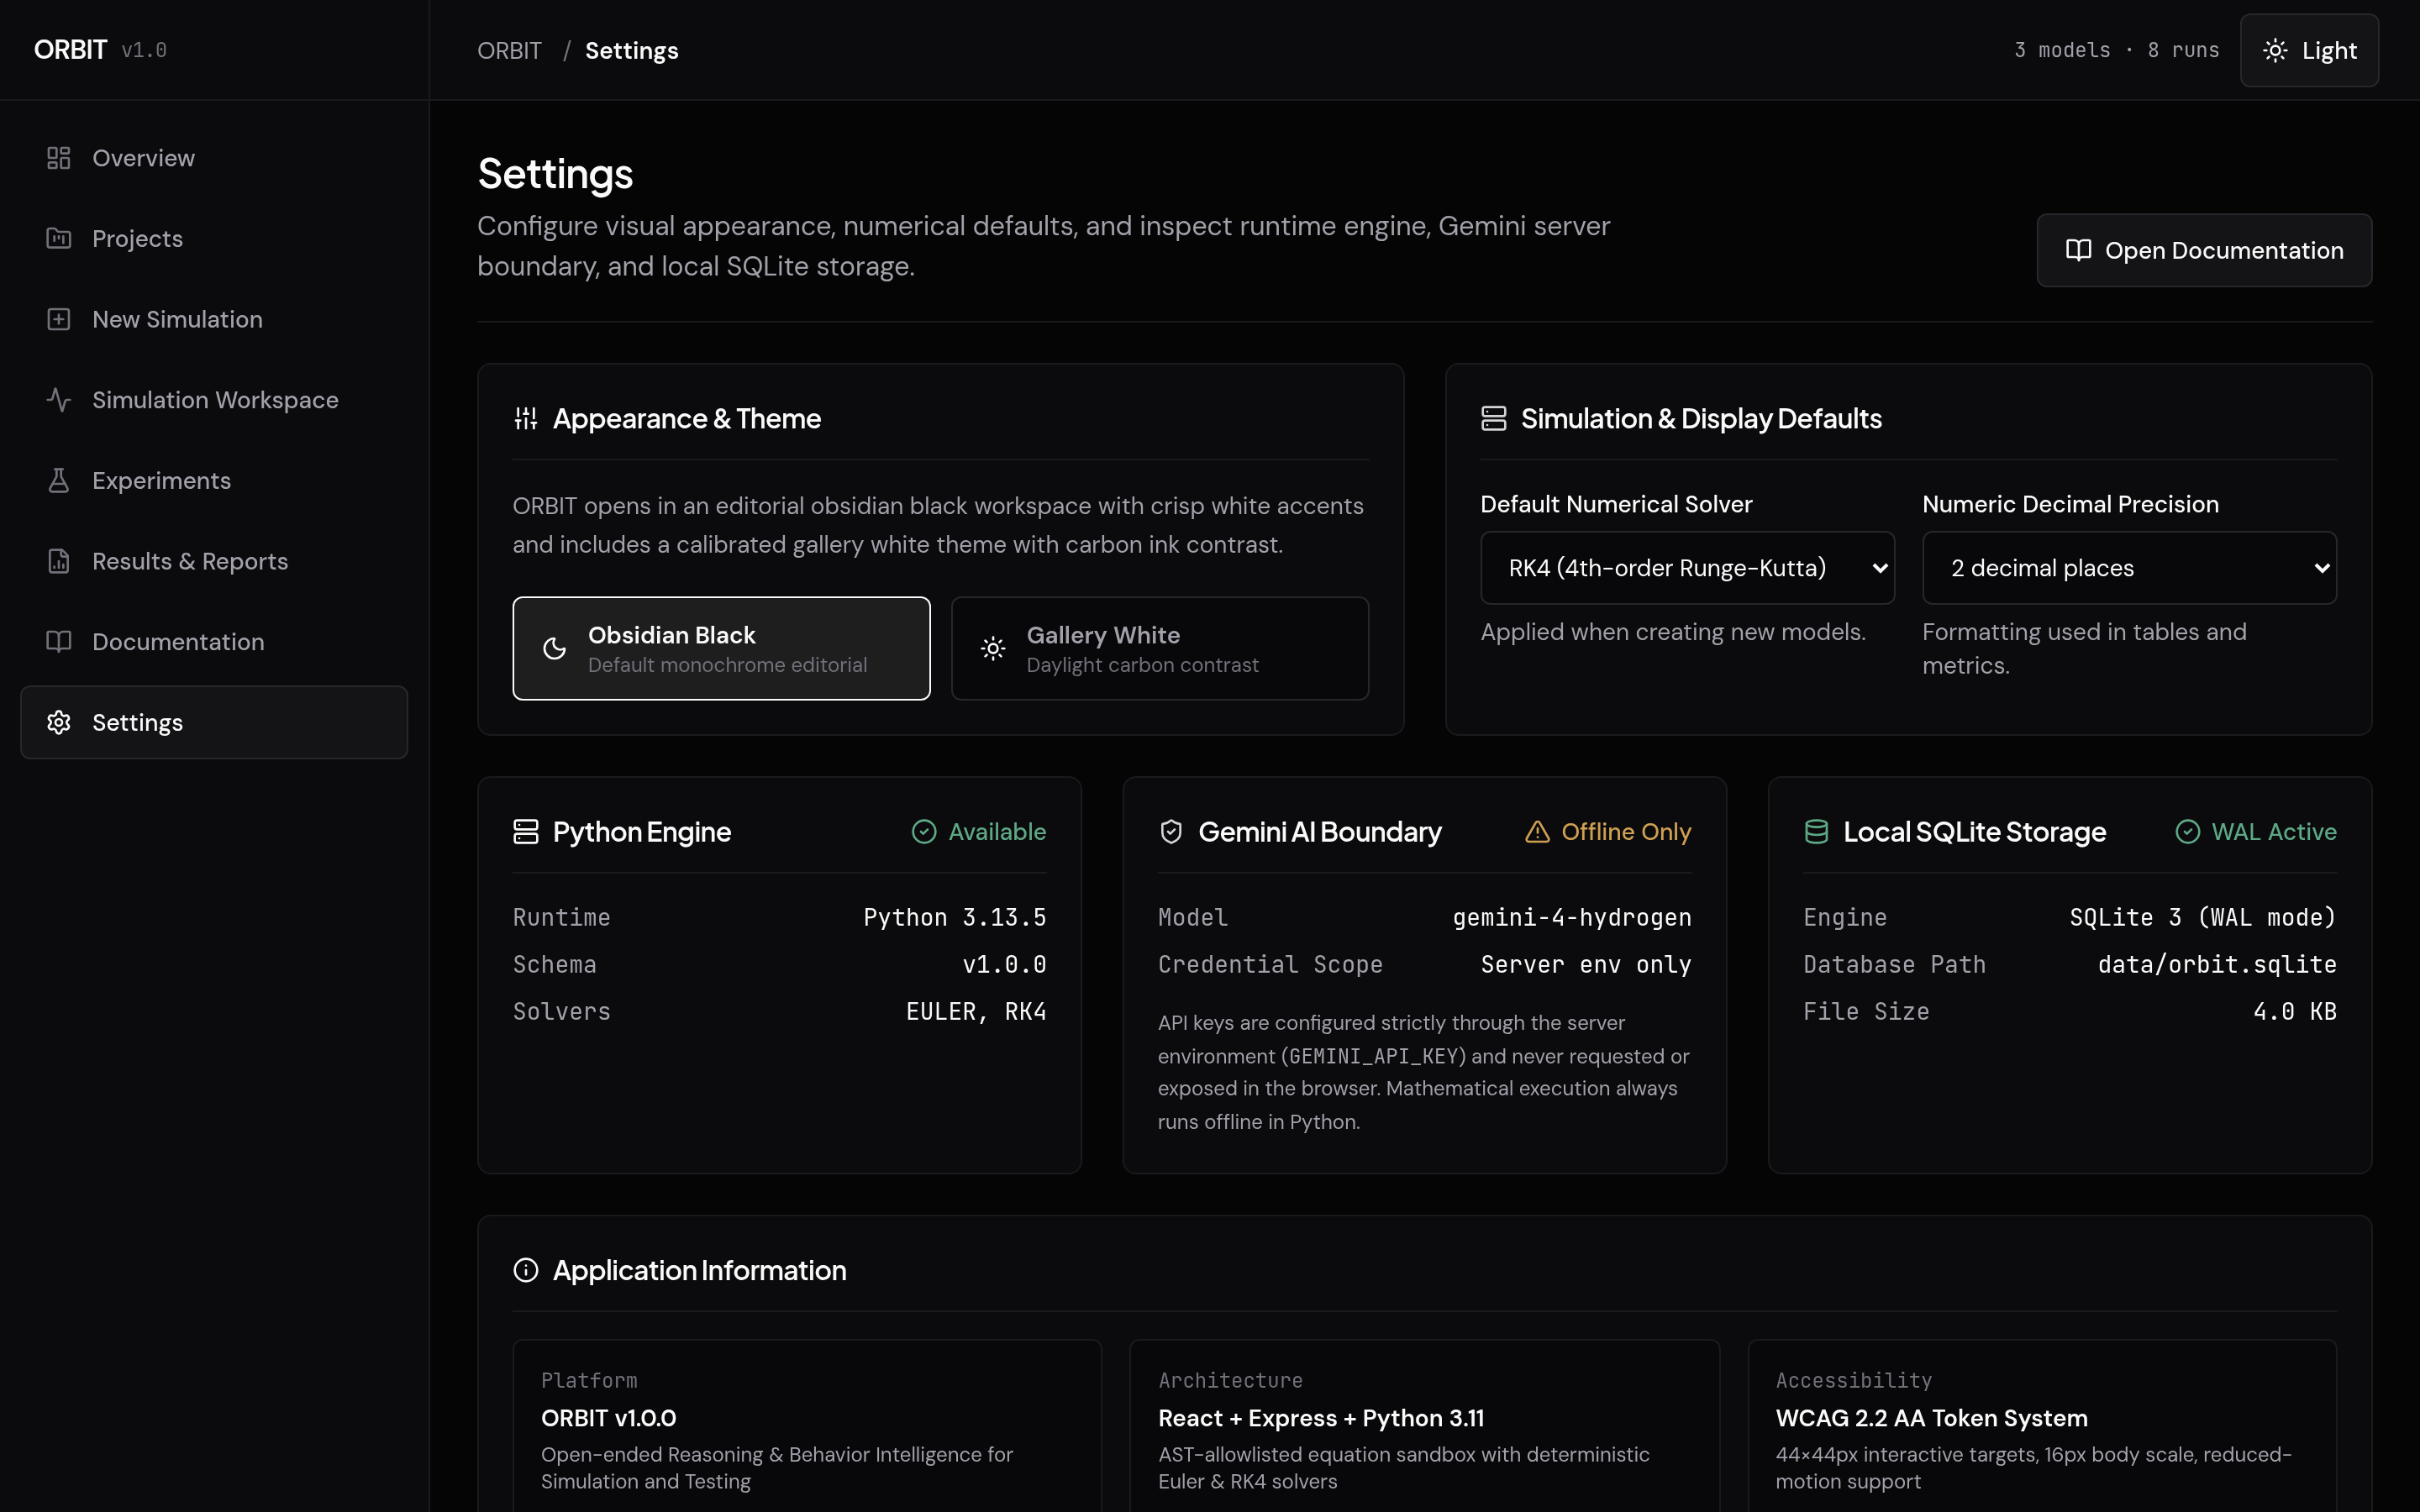 ORBIT v1.0
ORBIT / Settings
3 models · 8 runs
Light
Overview
Projects
New Simulation
Simulation Workspace
Experiments
Results & Reports
Documentation
Settings
Settings
Configure visual appearance, numerical defaults, and inspect runtime engine, Gemini server
boundary, and local SQLite storage.
Open Documentation
Appearance & Theme
ORBIT opens in an editorial obsidian black workspace with crisp white accents
and includes a calibrated gallery white theme with carbon ink contrast.
Obsidian Black
Default monochrome editorial
Gallery White
Daylight carbon contrast
Simulation & Display Defaults
Default Numerical Solver
RK4 (4th-order Runge-Kutta)
Applied when creating new models.
Numeric Decimal Precision
2 decimal places
Formatting used in tables and
metrics.
Python Engine
Available
Runtime Python 3.13.5
Schema v1.0.0
Solvers EULER, RK4
Gemini AI Boundary
Offline Only
Model gemini-4-hydrogen
Credential Scope Server env only
API keys are configured strictly through the server
environment (GEMINI_API_KEY) and never requested or
exposed in the browser. Mathematical execution always
runs offline in Python.
Local SQLite Storage
WAL Active
Engine SQLite 3 (WAL mode)
Database Path data/orbit.sqlite
File Size 4.0 KB
Application Information
Platform
ORBIT v1.0.0
Open-ended Reasoning & Behavior Intelligence for
Simulation and Testing
Architecture
React + Express + Python 3.11
AST-allowlisted equation sandbox with deterministic
Euler & RK4 solvers
Accessibility
WCAG 2.2 AA Token System
44×44px interactive targets, 16px body scale, reduced-
motion support